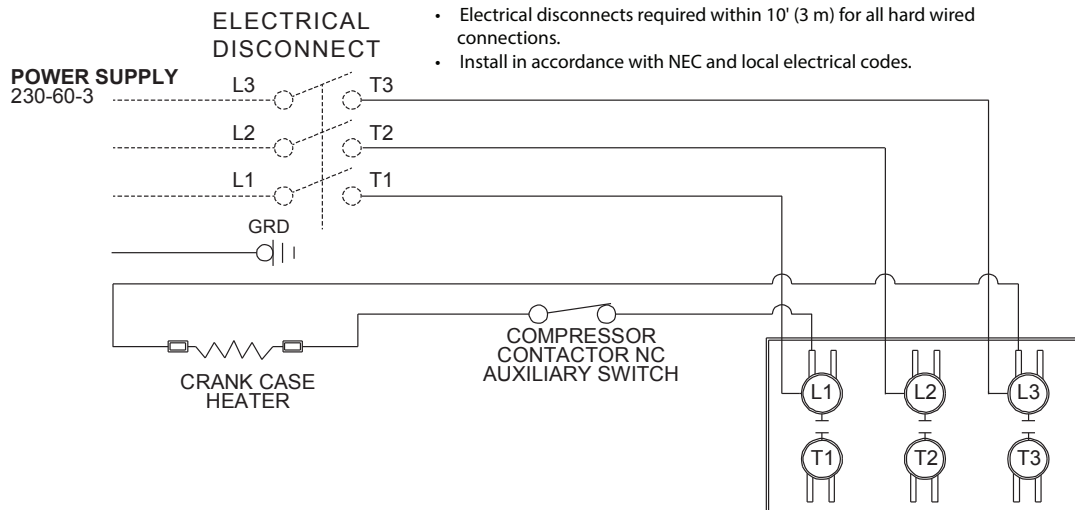 ELECTRICAL
DISCONNECT
• Electrical disconnects required within 10' (3 m) for all hard wired
connections.
• Install in accordance with NEC and local electrical codes.
POWER SUPPLY
230-60-3
L3 T3
L2 T2
L1 T1
GRD
COMPRESSOR
CONTACTOR NC
AUXILIARY SWITCH
CRANK CASE
HEATER
L1 L2 L3
T1 T2 T3